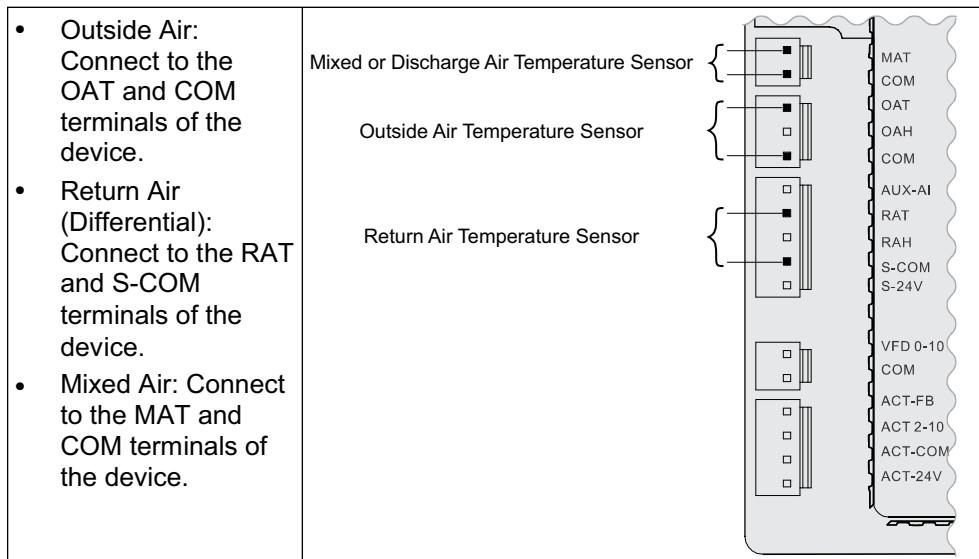 • Outside Air:
Connect to the
OAT and COM
terminals of the
device.
• Return Air
(Differential):
Connect to the RAT
and S-COM
terminals of the
device.
• Mixed Air: Connect
to the MAT and
COM terminals of
the device.
Mixed or Discharge Air Temperature Sensor
Outside Air Temperature Sensor
Return Air Temperature Sensor
MAT
COM
OAT
OAH
COM
AUX-AI
RAT
RAH
S-COM
S-24V
VFD 0-10
COM
ACT-FB
ACT 2-10
ACT-COM
ACT-24V